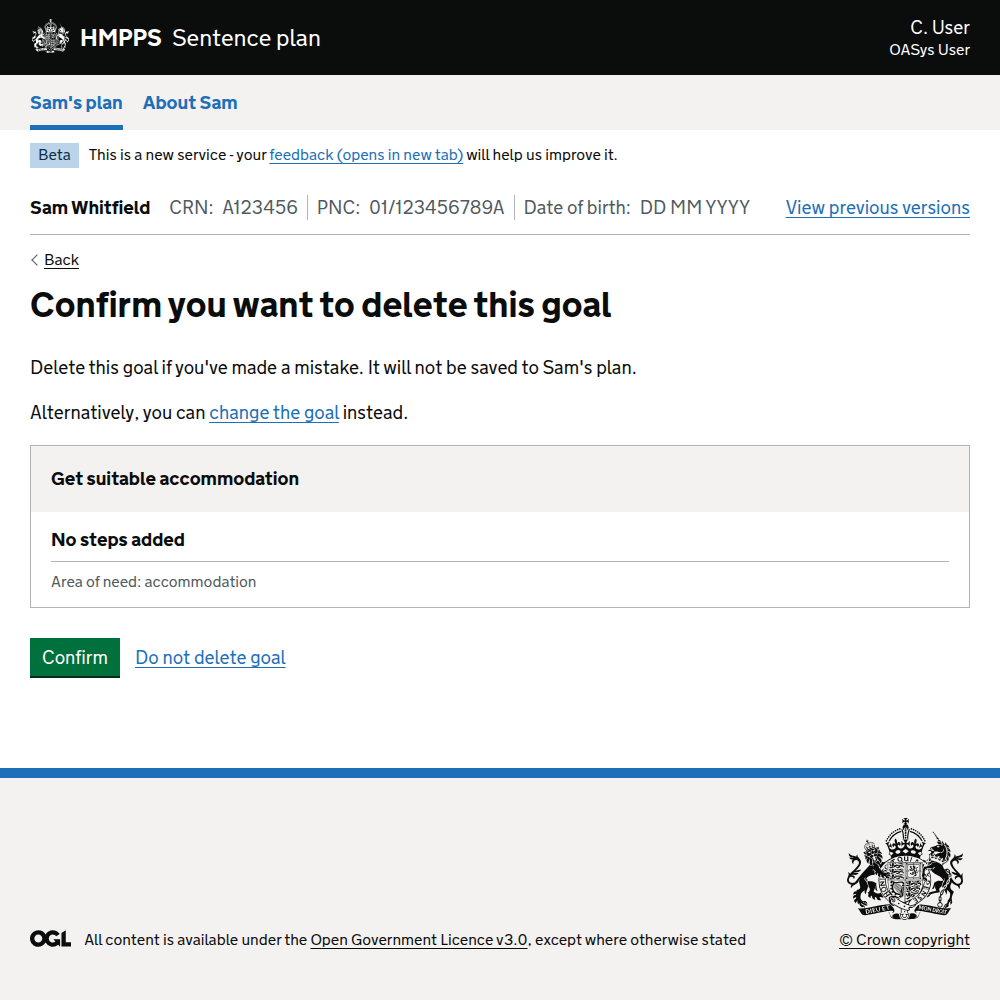 HMPPS Sentence plan
C. User
OASys User
Sam's plan About Sam
Beta This is a new service - your feedback (opens in new tab) will help us improve it.
Sam Whitfield CRN: A123456 PNC: 01/123456789A Date of birth: DD MM YYYY View previous versions
Back
Confirm you want to delete this goal
Delete this goal if you've made a mistake. It will not be saved to Sam's plan.
Alternatively, you can change the goal instead.
Get suitable accommodation
No steps added
Area of need: accommodation
Confirm Do not delete goal
OGL All content is available under the Open Government Licence v3.0, except where otherwise stated
© Crown copyright